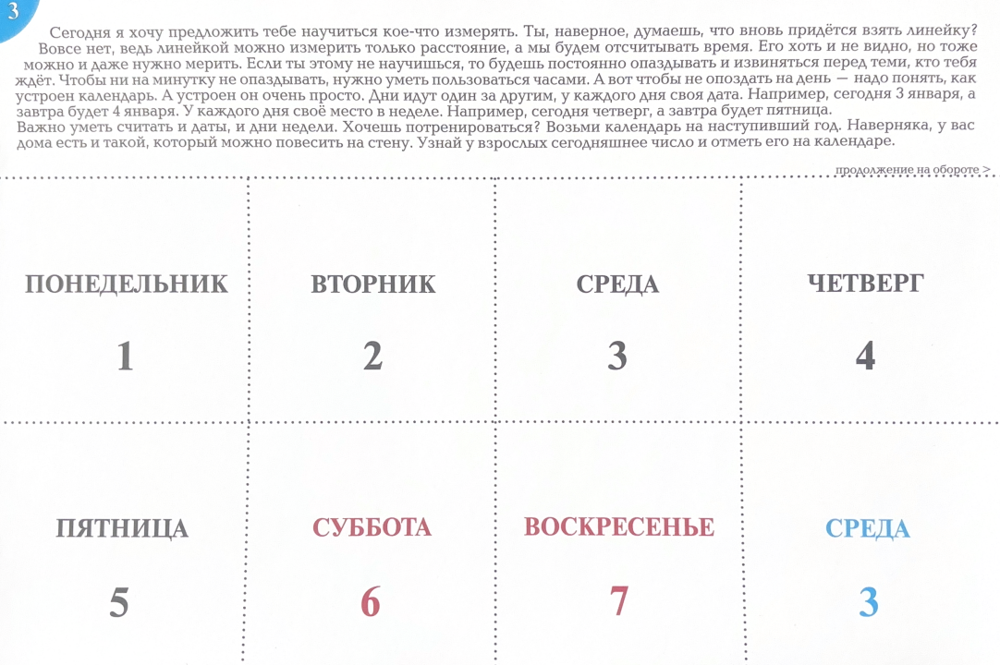 3
Сегодня я хочу предложить тебе научиться кое-что измерять. Ты, наверное, думаешь, что вновь придётся взять линейку?
Вовсе нет, ведь линейкой можно измерить только расстояние, а мы будем отсчитывать время. Его хоть и не видно, но тоже
можно и даже нужно мерить. Если ты этому не научишься, то будешь постоянно опаздывать и извиняться перед теми, кто тебя
ждёт. Чтобы ни на минутку не опаздывать, нужно уметь пользоваться часами. А вот чтобы не опоздать на день — надо понять, как
устроен календарь. А устроен он очень просто. Дни идут один за другим, у каждого дня своя дата. Например, сегодня 3 января, а
завтра будет 4 января. У каждого дня своё место в неделе. Например, сегодня четверг, а завтра будет пятница.
Важно уметь считать и даты, и дни недели. Хочешь потренироваться? Возьми календарь на наступивший год. Наверняка, у вас
дома есть и такой, который можно повесить на стену. Узнай у взрослых сегодняшнее число и отметь его на календаре.
продолжение на обороте >
ПОНЕДЕЛЬНИК ВТОРНИК СРЕДА ЧЕТВЕРГ
1 2 3 4
ПЯТНИЦА СУББОТА ВОСКРЕСЕНЬЕ СРЕДА
5 6 7 3